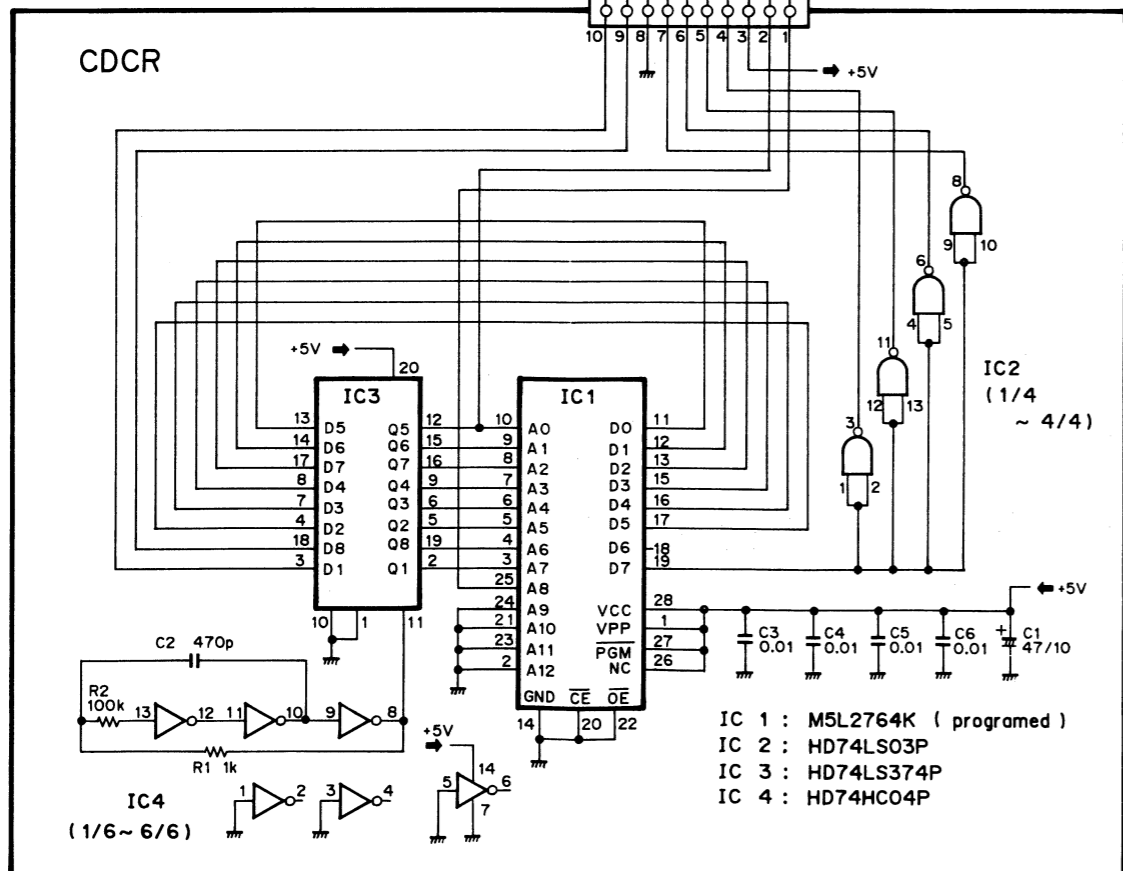 10 9 8 7 6 5 4 3 2 1
CDCR
+5V
8
9 10
6
4 5
11
12 13
3
1 2
IC2
(1/4
~ 4/4)
+5V
20
IC3
13 D5 Q5 12
14 D6 Q6 15
17 D7 Q7 16
8 D4 Q4 9
7 D3 Q3 6
4 D2 Q2 5
18 D8 Q8 19
3 D1 Q1 2
10 1 11
IC1
10 A0 D0 11
9 A1 D1 12
8 A2 D2 13
7 A3 D3 15
6 A4 D4 16
5 A5 D5 17
4 A6 D6 18
3 A7 D7 19
25 A8
24 A9 VCC 28
21 A10 VPP 1
23 A11 PGM 27
2 A12 NC 26
GND CE OE
14 20 22
+5V
C3
0.01
C4
0.01
C5
0.01
C6
0.01
+ C1
47/10
C2 470p
R2
100k
13 12 11 10 9 8
R1 1k
+5V
14
5 6
7
1 2
3 4
IC4
(1/6~ 6/6)
IC 1 : M5L2764K ( programed )
IC 2 : HD74LS03P
IC 3 : HD74LS374P
IC 4 : HD74HC04P